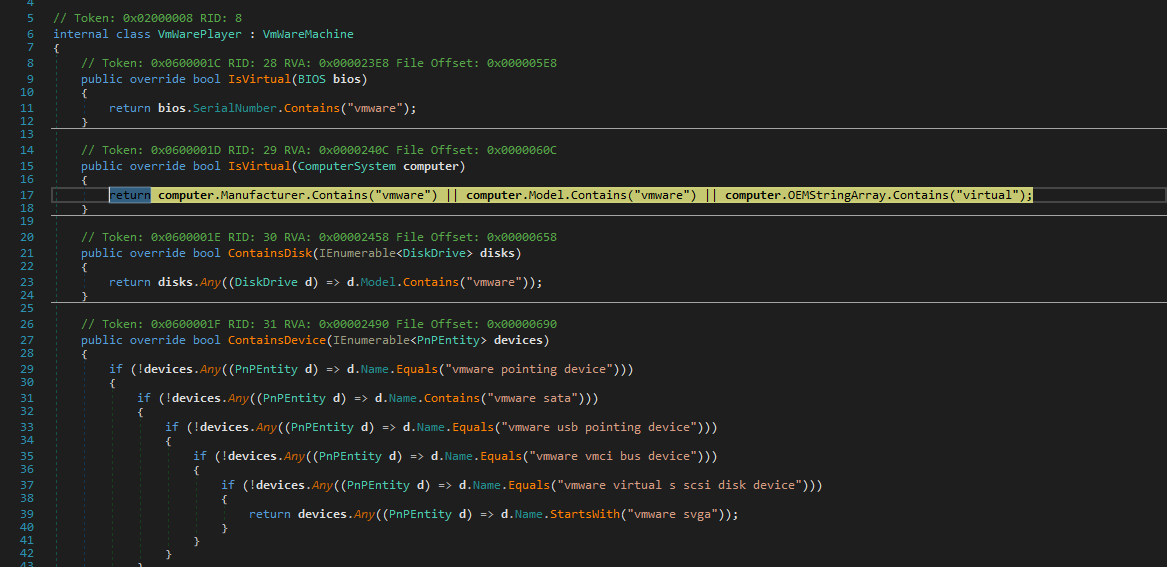 4
5 // Token: 0x02000008 RID: 8
6 internal class VmWarePlayer : VmWareMachine
7 {
8 // Token: 0x0600001C RID: 28 RVA: 0x000023E8 File Offset: 0x000005E8
9 public override bool IsVirtual(BIOS bios)
10 {
11 return bios.SerialNumber.Contains("vmware");
12 }
13
14 // Token: 0x0600001D RID: 29 RVA: 0x0000240C File Offset: 0x0000060C
15 public override bool IsVirtual(ComputerSystem computer)
16 {
17 return computer.Manufacturer.Contains("vmware") || computer.Model.Contains("vmware") || computer.OEMStringArray.Contains("virtual");
18 }
19
20 // Token: 0x0600001E RID: 30 RVA: 0x00002458 File Offset: 0x00000658
21 public override bool ContainsDisk(IEnumerable<DiskDrive> disks)
22 {
23 return disks.Any((DiskDrive d) => d.Model.Contains("vmware"));
24 }
25
26 // Token: 0x0600001F RID: 31 RVA: 0x00002490 File Offset: 0x00000690
27 public override bool ContainsDevice(IEnumerable<PnPEntity> devices)
28 {
29 if (!devices.Any((PnPEntity d) => d.Name.Equals("vmware pointing device")))
30 {
31 if (!devices.Any((PnPEntity d) => d.Name.Contains("vmware sata")))
32 {
33 if (!devices.Any((PnPEntity d) => d.Name.Equals("vmware usb pointing device")))
34 {
35 if (!devices.Any((PnPEntity d) => d.Name.Equals("vmware vmci bus device")))
36 {
37 if (!devices.Any((PnPEntity d) => d.Name.Equals("vmware virtual s scsi disk device")))
38 {
39 return devices.Any((PnPEntity d) => d.Name.StartsWith("vmware svga"));
40 }
41 }
42 }
43 }